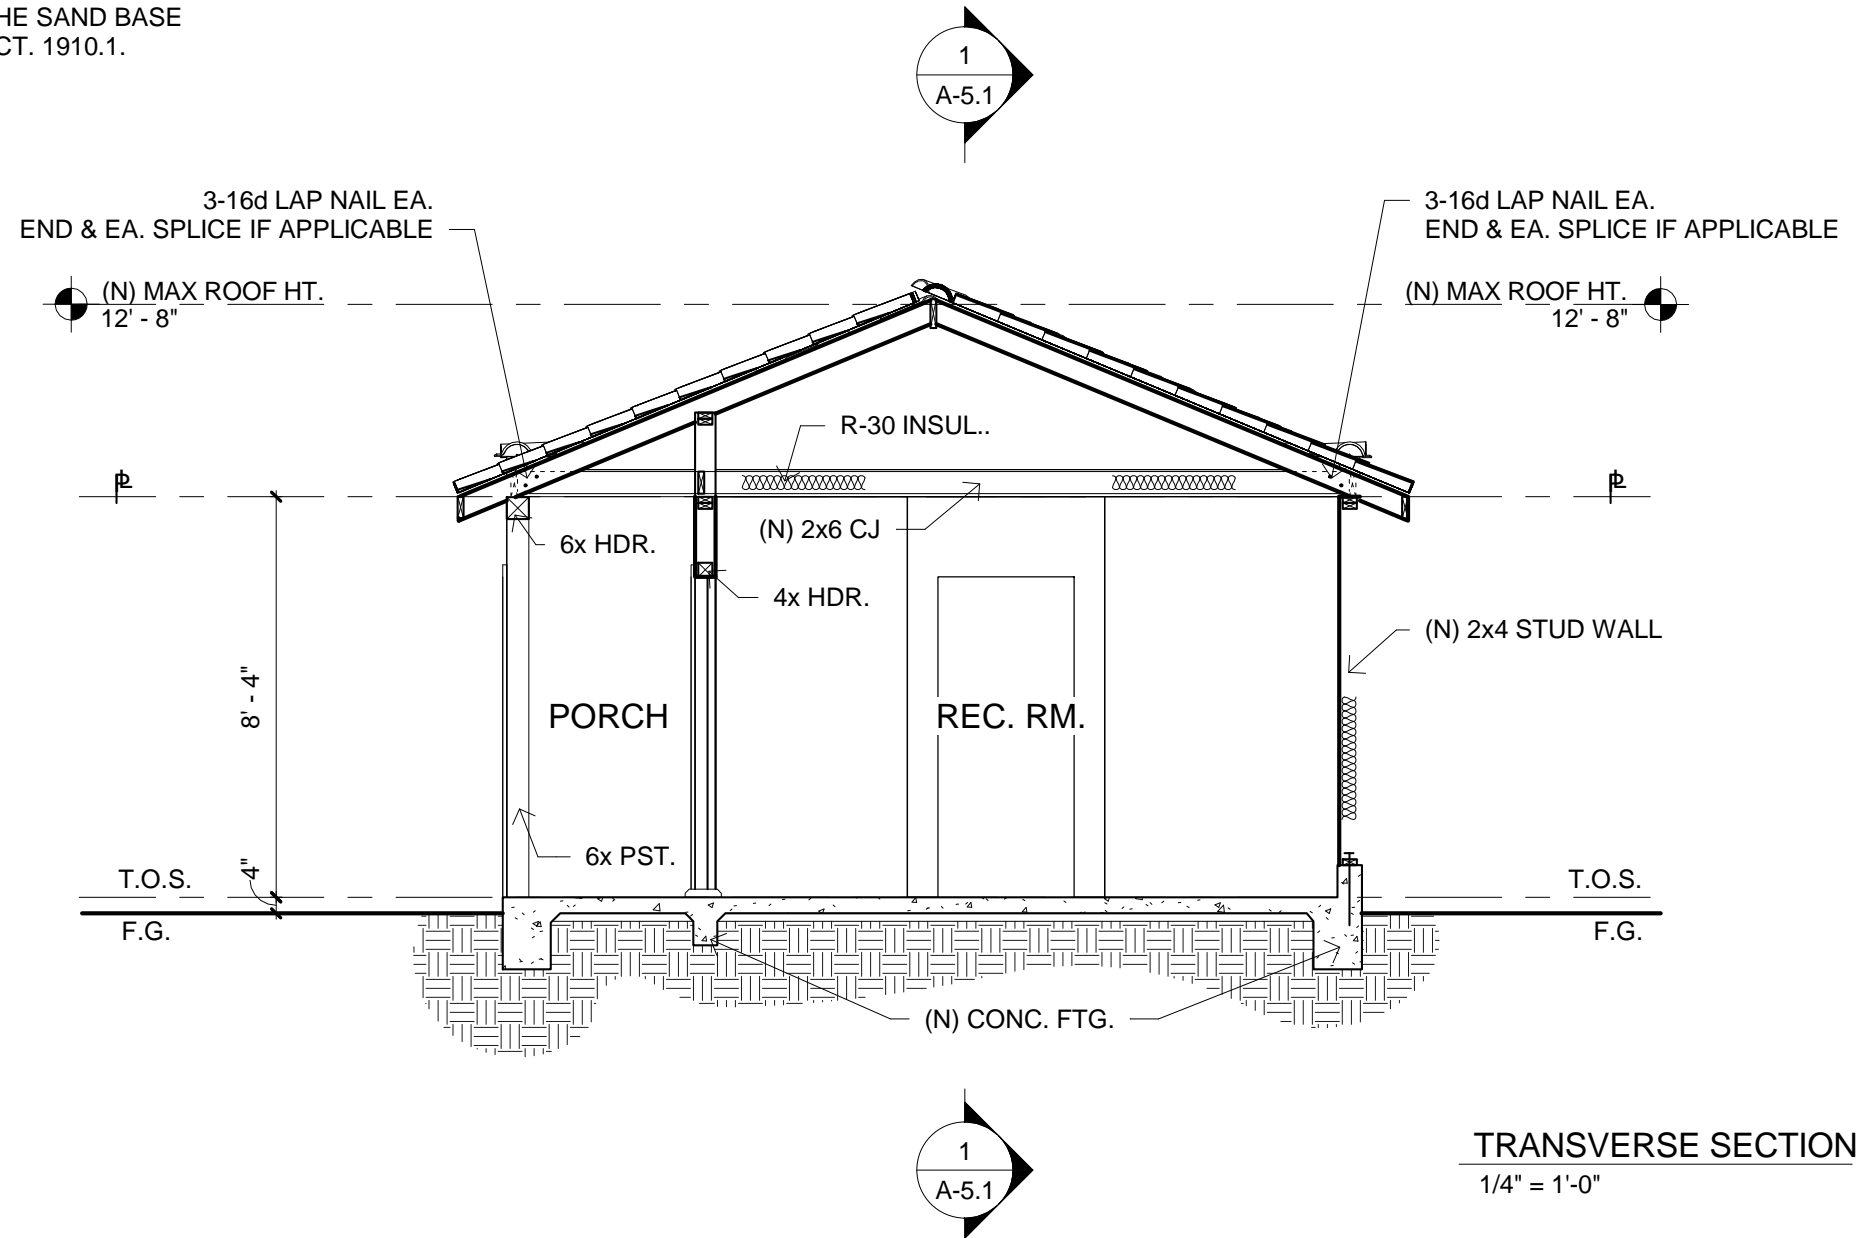 HE SAND BASE
CT. 1910.1.
1
A-5.1
3-16d LAP NAIL EA.
END & EA. SPLICE IF APPLICABLE
3-16d LAP NAIL EA.
END & EA. SPLICE IF APPLICABLE
(N) MAX ROOF HT.
12' - 8"
(N) MAX ROOF HT.
12' - 8"
R-30 INSUL..
PL
PL
(N) 2x6 CJ
6x HDR.
4x HDR.
(N) 2x4 STUD WALL
8' - 4"
PORCH
REC. RM.
6x PST.
4"
T.O.S.
T.O.S.
F.G.
F.G.
(N) CONC. FTG.
1
A-5.1
TRANSVERSE SECTION
1/4" = 1'-0"